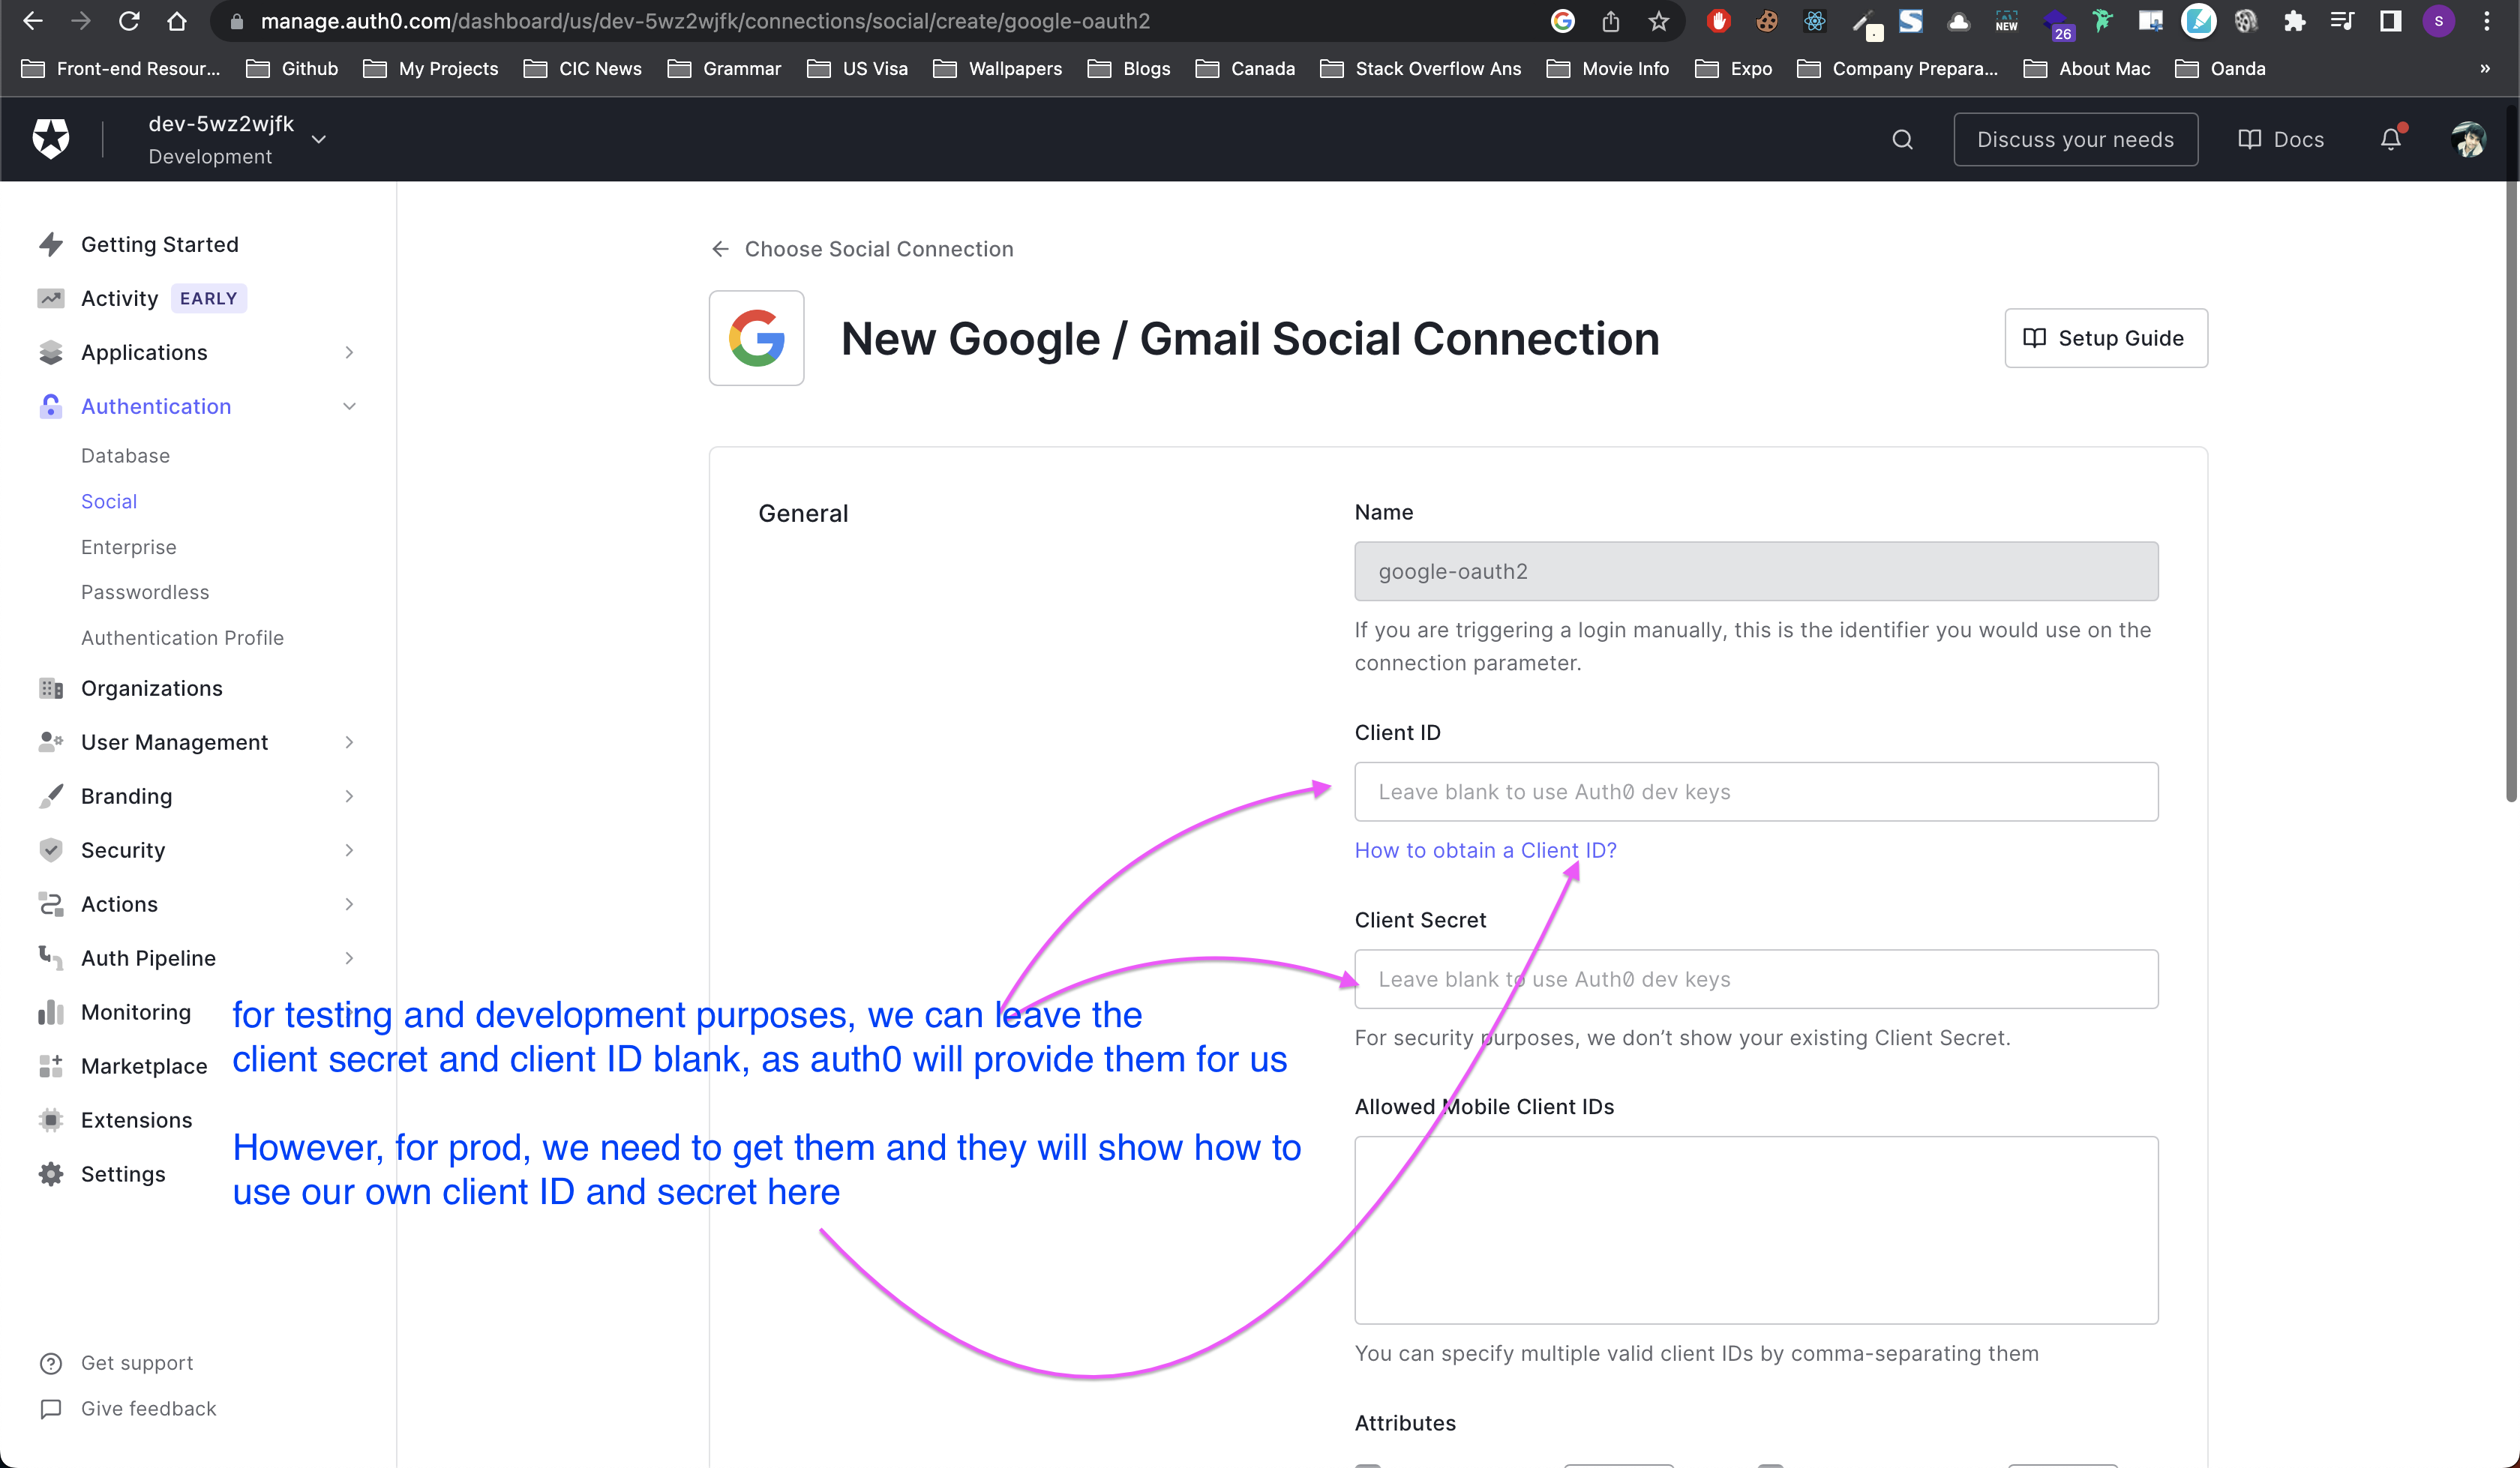 manage.auth0.com/dashboard/us/dev-5wz2wjfk/connections/social/create/google-oauth2
NEW
26
S
Front-end Resour...
Github
My Projects
CIC News
Grammar
US Visa
Wallpapers
Blogs
Canada
Stack Overflow Ans
Movie Info
Expo
Company Prepara...
About Mac
Oanda
»
dev-5wz2wjfk
Development
Discuss your needs
Docs
Getting Started
Activity EARLY
Applications
Authentication
Database
Social
Enterprise
Passwordless
Authentication Profile
Organizations
User Management
Branding
Security
Actions
Auth Pipeline
Monitoring
Marketplace
Extensions
Settings
Get support
Give feedback
Choose Social Connection
New Google / Gmail Social Connection
Setup Guide
General
Name
google-oauth2
If you are triggering a login manually, this is the identifier you would use on the
connection parameter.
Client ID
Leave blank to use Auth0 dev keys
How to obtain a Client ID?
Client Secret
Leave blank to use Auth0 dev keys
For security purposes, we don’t show your existing Client Secret.
Allowed Mobile Client IDs
You can specify multiple valid client IDs by comma-separating them
Attributes
for testing and development purposes, we can leave the
client secret and client ID blank, as auth0 will provide them for us
However, for prod, we need to get them and they will show how to
use our own client ID and secret here